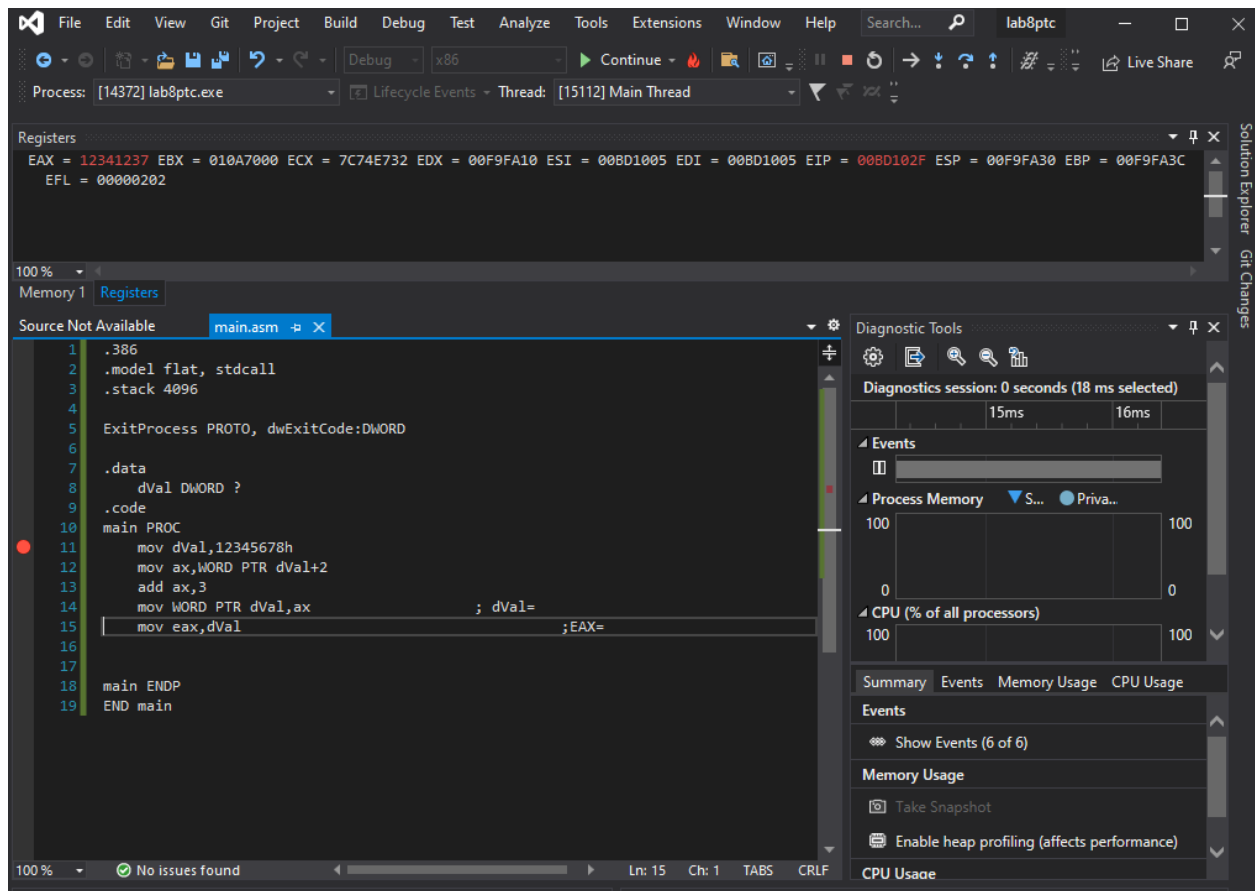 File Edit View Git Project Build Debug Test Analyze Tools Extensions Window Help Search... lab8ptc
Debug x86 Continue Live Share
Process: [14372] lab8ptc.exe Lifecycle Events Thread: [15112] Main Thread
Registers
EAX = 12341237 EBX = 010A7000 ECX = 7C74E732 EDX = 00F9FA10 ESI = 00BD1005 EDI = 00BD1005 EIP = 00BD102F ESP = 00F9FA30 EBP = 00F9FA3C
EFL = 00000202
100 %
Memory 1 Registers
Solution Explorer Git Changes
Source Not Available main.asm
1 .386
2 .model flat, stdcall
3 .stack 4096
4
5 ExitProcess PROTO, dwExitCode:DWORD
6
7 .data
8 dVal DWORD ?
9 .code
10 main PROC
11 mov dVal,12345678h
12 mov ax,WORD PTR dVal+2
13 add ax,3
14 mov WORD PTR dVal,ax ; dVal=
15 mov eax,dVal ;EAX=
16
17
18 main ENDP
19 END main
100 % No issues found Ln: 15 Ch: 1 TABS CRLF
Diagnostic Tools
Diagnostics session: 0 seconds (18 ms selected)
15ms 16ms
Events
Process Memory S... Priva...
100 100
0 0
CPU (% of all processors)
100 100
Summary Events Memory Usage CPU Usage
Events
Show Events (6 of 6)
Memory Usage
Take Snapshot
Enable heap profiling (affects performance)
CPU Usage